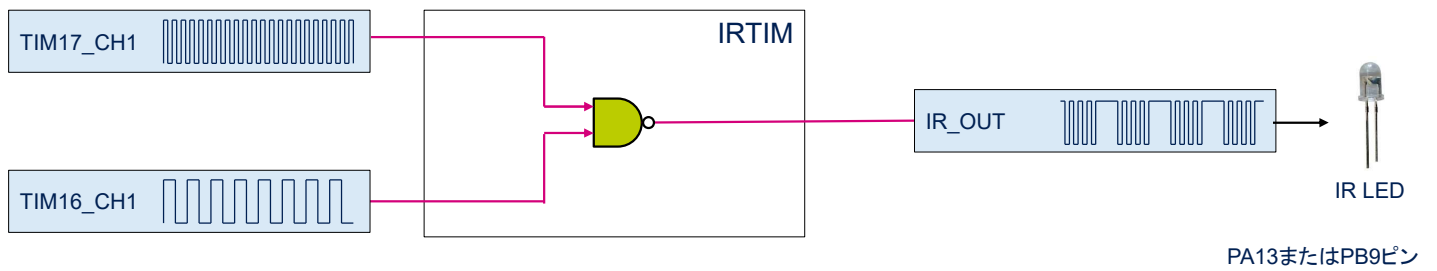 TIM17_CH1
IRTIM
IR_OUT
TIM16_CH1
IR LED
PA13またはPB9ピン